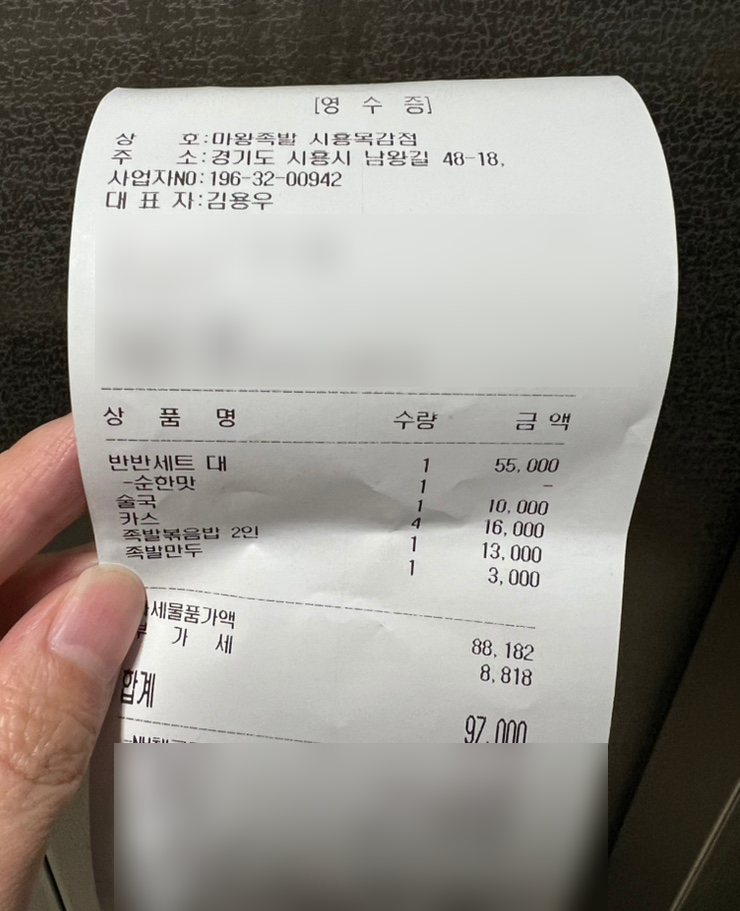 [영 수 증]
상 호:마왕족발 시흥목감점
주 소:경기도 시흥시 남왕길 48-18,
사업자NO:196-32-00942
대 표 자:김용우
상 품 명 수량 금 액
반반세트 대 1 55,000
-순한맛 1 -
술국 1 10,000
카스 4 16,000
족발볶음밥 2인 1 13,000
족발만두 1 3,000
세물품가액 88,182
부 가 세 8,818
합계 97,000